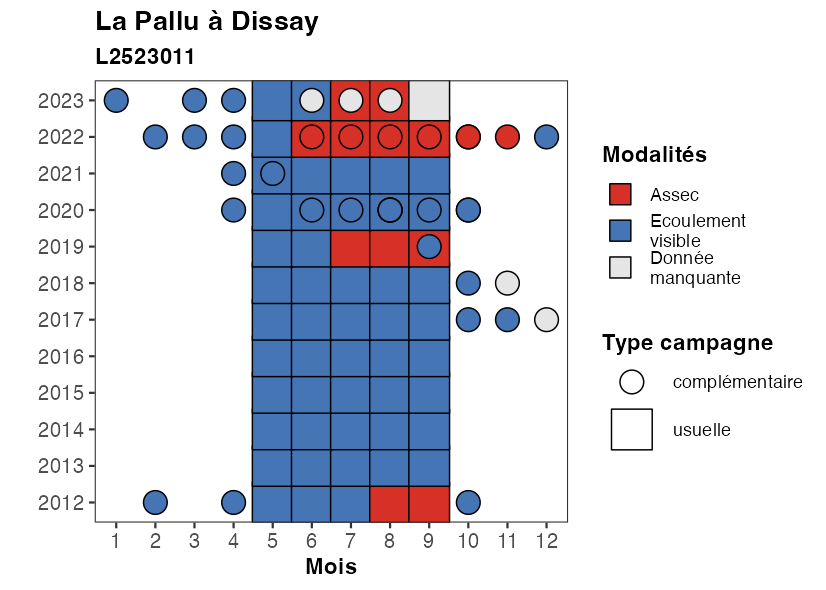 La Pallu à Dissay
L2523011
2023
2022
2021
2020
2019
2018
2017
2016
2015
2014
2013
2012
1 2 3 4 5 6 7 8 9 10 11 12
Mois
Modalités
Assec
Ecoulement
visible
Donnée
manquante
Type campagne
complémentaire
usuelle